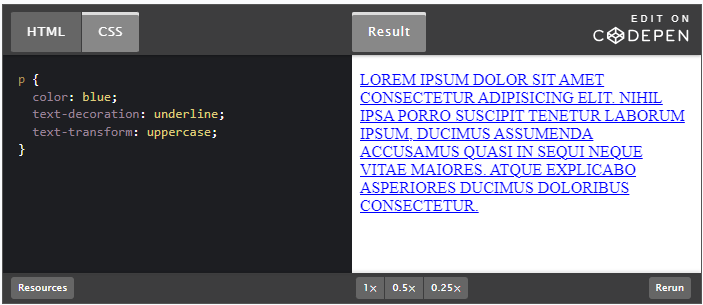 HTML CSS Result EDIT ON
CODEPEN
p {
color: blue;
text-decoration: underline;
text-transform: uppercase;
}
LOREM IPSUM DOLOR SIT AMET
CONSECTETUR ADIPISICING ELIT. NIHIL
IPSA PORRO SUSCIPIT TENETUR LABORUM
IPSUM, DUCIMUS ASSUMENDA
ACCUSAMUS QUASI IN SEQUI NEQUE
VITAE MAIORES. ATQUE EXPLICABO
ASPERIORES DUCIMUS DOLORIBUS
CONSECTETUR.
Resources 1× 0.5× 0.25× Rerun